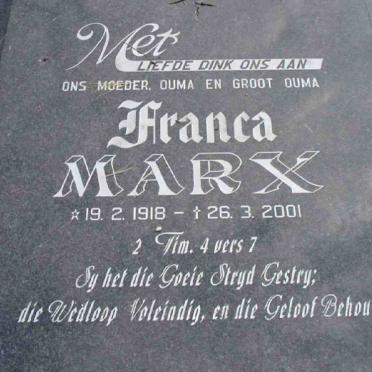 Met
LIEFDE DINK ONS AAN
ONS MOEDER, OUMA EN GROOT OUMA
Franca
MARX
☆ 19. 2. 1918 – † 26. 3. 2001
2 Tim. 4 vers 7
Sy het die Goeie Stryd Gestry;
die Wedloop Voleindig, en die Geloof Behou